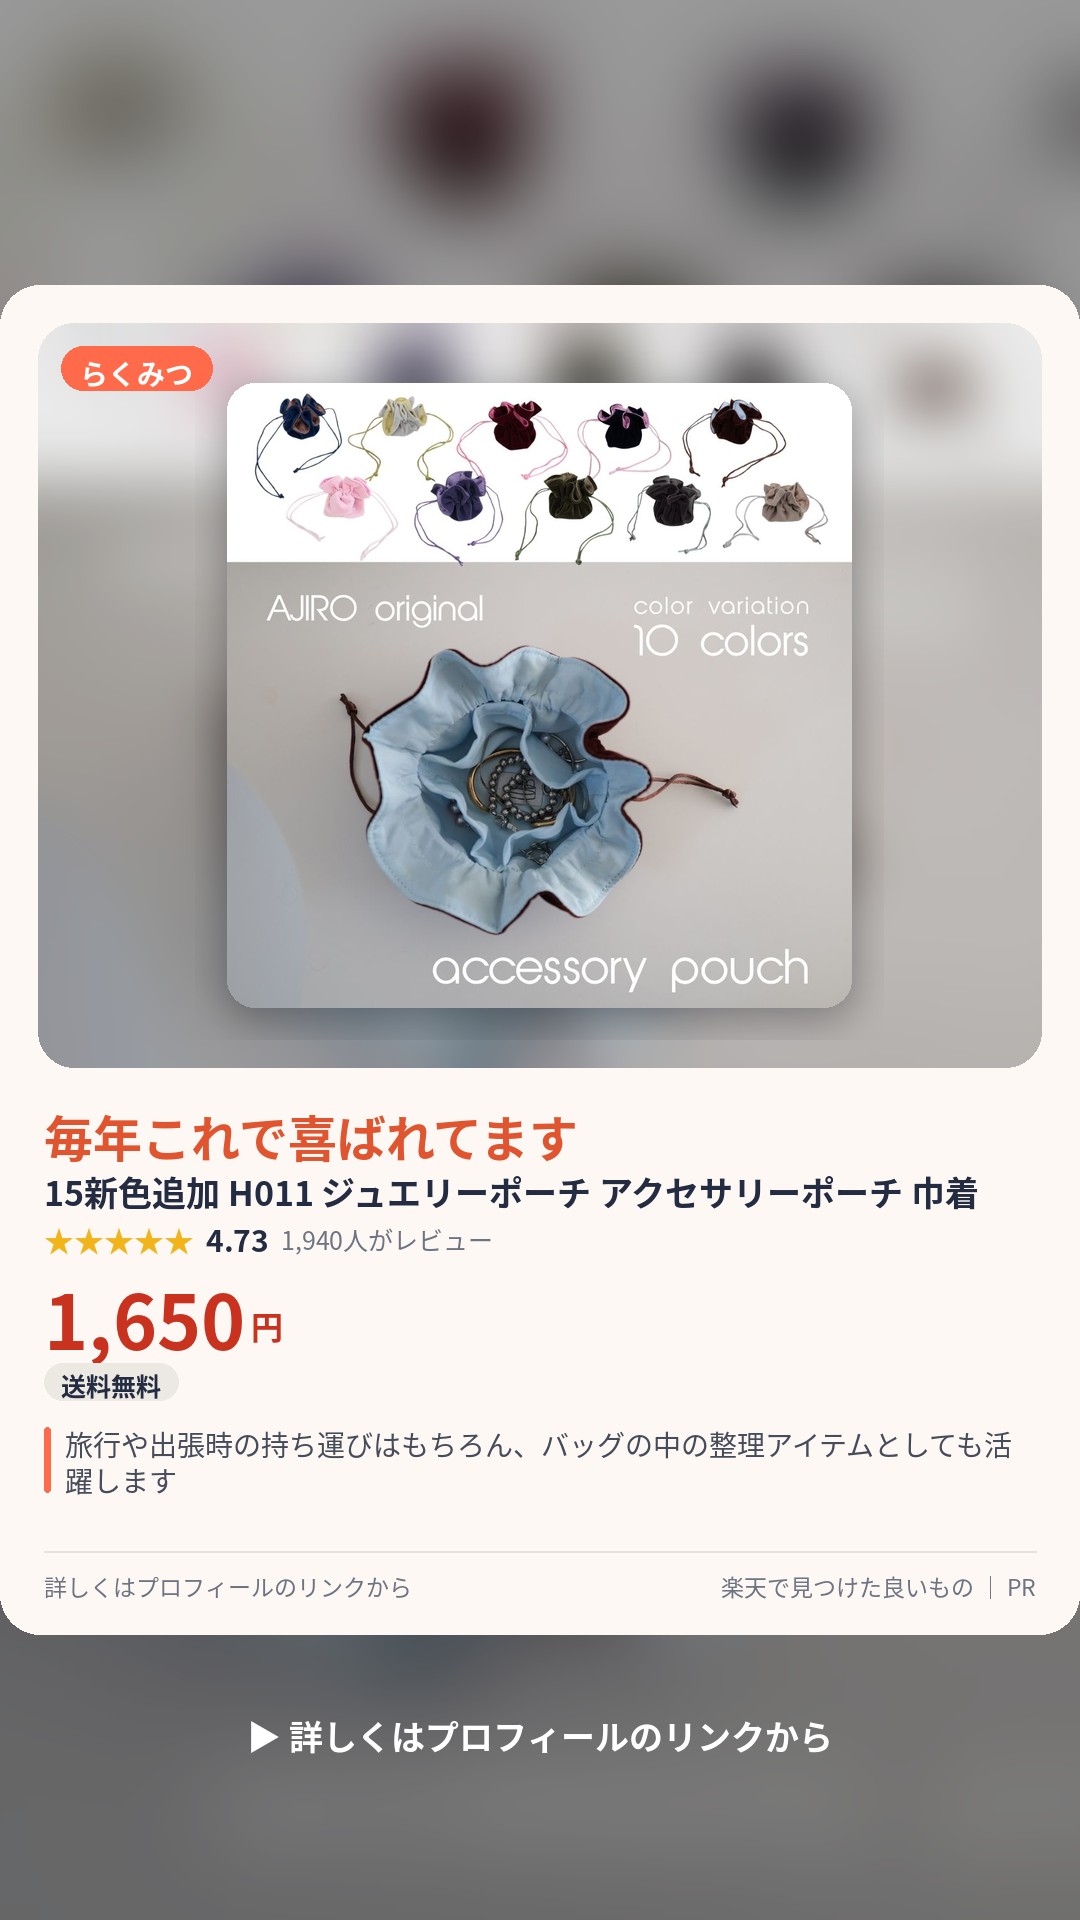 らくみつ
AJIRO original
color variation
10 colors
accessory pouch
毎年これで喜ばれてます
15新色追加 H011 ジュエリーポーチ アクセサリーポーチ 巾着
★★★★★ 4.73 1,940人がレビュー
1,650円
送料無料
旅行や出張時の持ち運びはもちろん、バッグの中の整理アイテムとしても活
躍します
詳しくはプロフィールのリンクから
楽天で見つけた良いもの｜PR
▶ 詳しくはプロフィールのリンクから